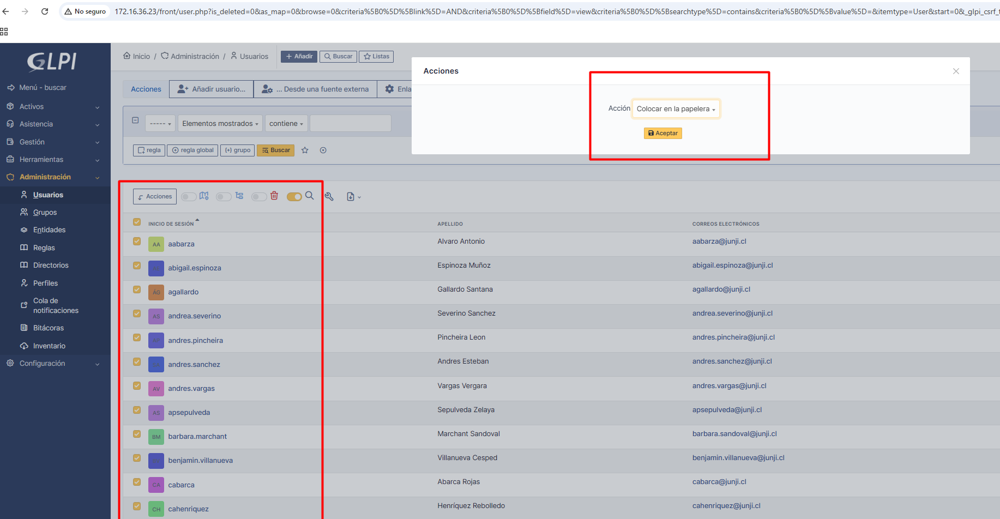 No seguro
172.16.36.23/front/user.php?is_deleted=0&as_map=0&browse=0&criteria%5B0%5D%5Blink%5D=AND&criteria%5B0%5D%5Bfield%5D=view&criteria%5B0%5D%5Bsearchtype%5D=contains&criteria%5B0%5D%5Bvalue%5D=&itemtype=User&start=0&_glpi_csrf_t
GLPI
Inicio / Administración / Usuarios
Añadir
Buscar
Listas
Acciones
Menú - buscar
Activos
Asistencia
Gestión
Herramientas
Administración
Usuarios
Grupos
Entidades
Reglas
Directorios
Perfiles
Cola de
notificaciones
Bitácoras
Inventario
Configuración
Acciones
Añadir usuario...
... Desde una fuente externa
Enla
Acción Colocar en la papelera
Aceptar
----- Elementos mostrados contiene
regla
regla global
{+} grupo
Buscar
Acciones
INICIO DE SESIÓN APELLIDO CORREOS ELECTRÓNICOS
AA aabarza Alvaro Antonio aabarza@junji.cl
abigail.espinoza Espinoza Muñoz abigail.espinoza@junji.cl
ÁG agallardo Gallardo Santana agallardo@junji.cl
AS andrea.severino Severino Sanchez andrea.severino@junji.cl
AP andres.pincheira Pincheira Leon andres.pincheira@junji.cl
andres.sanchez Andres Esteban andres.sanchez@junji.cl
AV andres.vargas Vargas Vergara andres.vargas@junji.cl
AS apsepulveda Sepulveda Zelaya apsepulveda@junji.cl
BM barbara.marchant Marchant Sandoval barbara.sandoval@junji.cl
benjamin.villanueva Villanueva Cesped benjamin.villanueva@junji.cl
CA cabarca Abarca Rojas cabarca@junji.cl
CH cahenriquez Henríquez Rebolledo cahenriquez@junji.cl